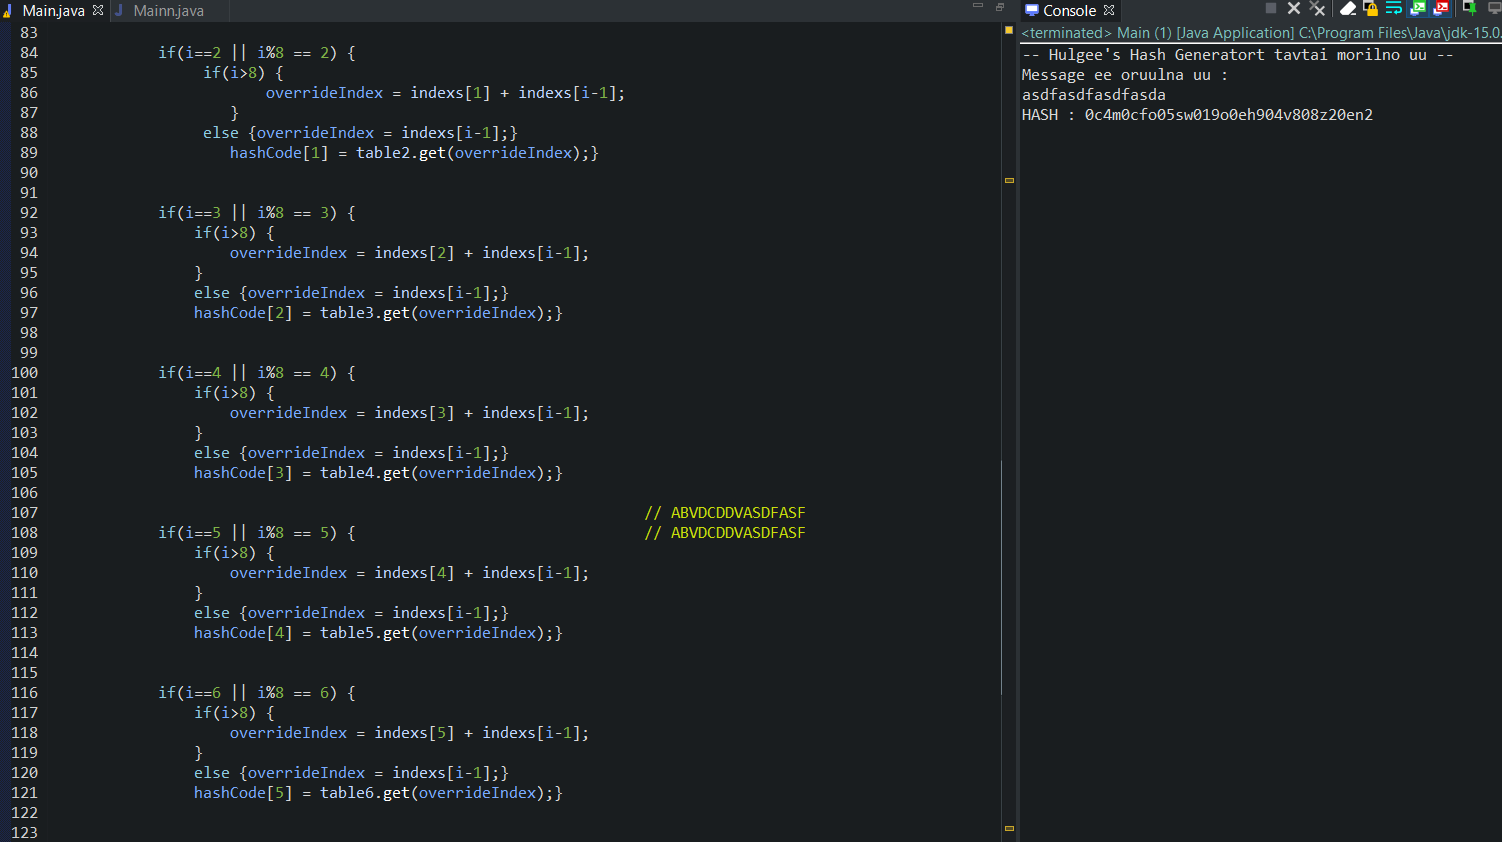 Main.java
Mainn.java
83
84 if(i==2 || i%8 == 2) {
85 if(i>8) {
86 overrideIndex = indexs[1] + indexs[i-1];
87 }
88 else {overrideIndex = indexs[i-1];}
89 hashCode[1] = table2.get(overrideIndex);}
90
91
92 if(i==3 || i%8 == 3) {
93 if(i>8) {
94 overrideIndex = indexs[2] + indexs[i-1];
95 }
96 else {overrideIndex = indexs[i-1];}
97 hashCode[2] = table3.get(overrideIndex);}
98
99
100 if(i==4 || i%8 == 4) {
101 if(i>8) {
102 overrideIndex = indexs[3] + indexs[i-1];
103 }
104 else {overrideIndex = indexs[i-1];}
105 hashCode[3] = table4.get(overrideIndex);}
106
107 // ABVDCDDVASDFASF
108 if(i==5 || i%8 == 5) { // ABVDCDDVASDFASF
109 if(i>8) {
110 overrideIndex = indexs[4] + indexs[i-1];
111 }
112 else {overrideIndex = indexs[i-1];}
113 hashCode[4] = table5.get(overrideIndex);}
114
115
116 if(i==6 || i%8 == 6) {
117 if(i>8) {
118 overrideIndex = indexs[5] + indexs[i-1];
119 }
120 else {overrideIndex = indexs[i-1];}
121 hashCode[5] = table6.get(overrideIndex);}
122
123
Console
<terminated> Main (1) [Java Application] C:\Program Files\Java\jdk-15.0.
-- Hulgee's Hash Generatort tavtai morilno uu --
Message ee oruulna uu :
asdfasdfasdfasda
HASH : 0c4m0cfo05sw019o0eh904v808z20en2